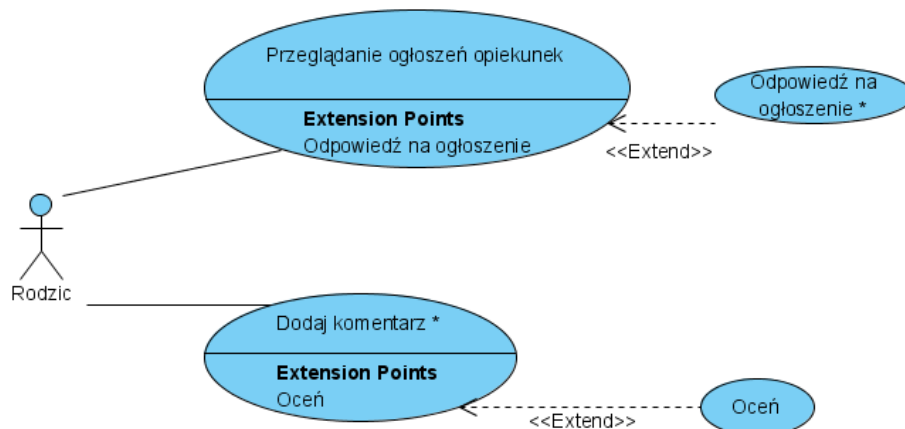 Przeglądanie ogłoszeń opiekunek
Extension Points
Odpowiedź na ogłoszenie
Odpowiedź na
ogłoszenie *
<<Extend>>
Rodzic
Dodaj komentarz *
Extension Points
Oceń
<<Extend>>
Oceń